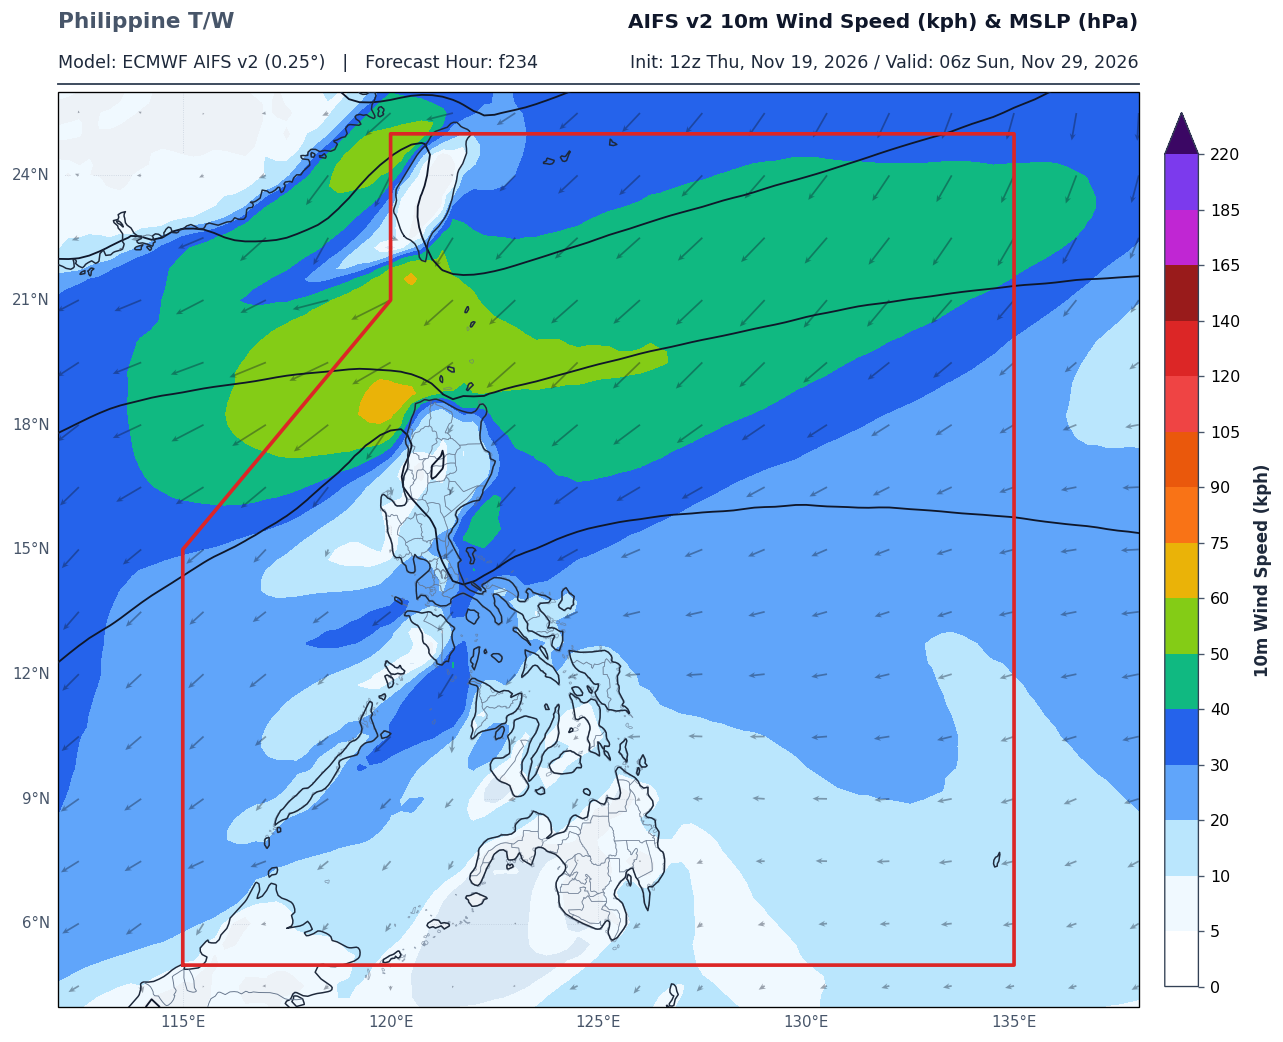 Philippine T/W
AIFS v2 10m Wind Speed (kph) & MSLP (hPa)
Model: ECMWF AIFS v2 (0.25°) | Forecast Hour: f234
Init: 12z Thu, Nov 19, 2026 / Valid: 06z Sun, Nov 29, 2026
24°N
21°N
18°N
15°N
12°N
9°N
6°N
115°E
120°E
125°E
130°E
135°E
220
185
165
140
120
105
90
75
60
50
40
30
20
10
5
0
10m Wind Speed (kph)